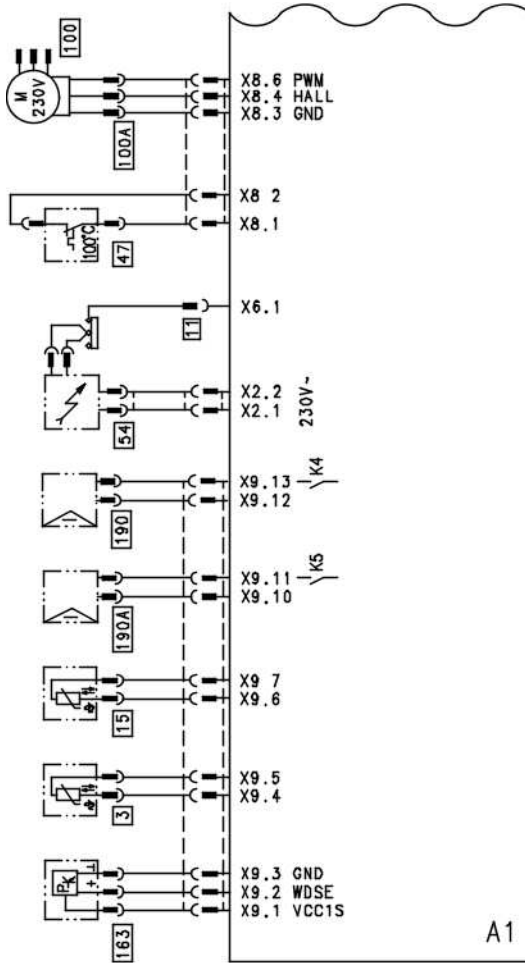 100
M
230V
100A
X8.6 PWM
X8.4 HALL
X8.3 GND
X8 2
X8.1
100°C
47
X6.1
11
X2.2
X2.1
230V~
54
X9.13
K4
X9.12
190
X9.11
K5
X9.10
190A
X9 7
X9.6
15
X9.5
X9.4
3
X9.3 GND
X9.2 WDSE
X9.1 VCC1S
163
A1